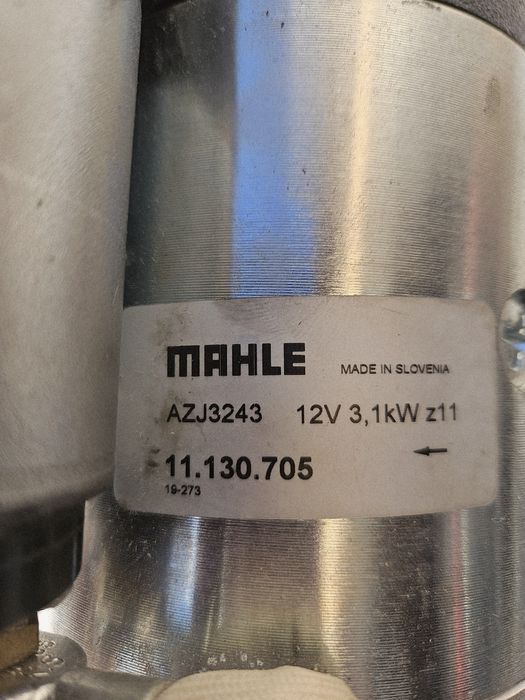 MAHLE MADE IN SLOVENIA
AZJ3243 12V 3,1kW z11
11.130.705
19-273